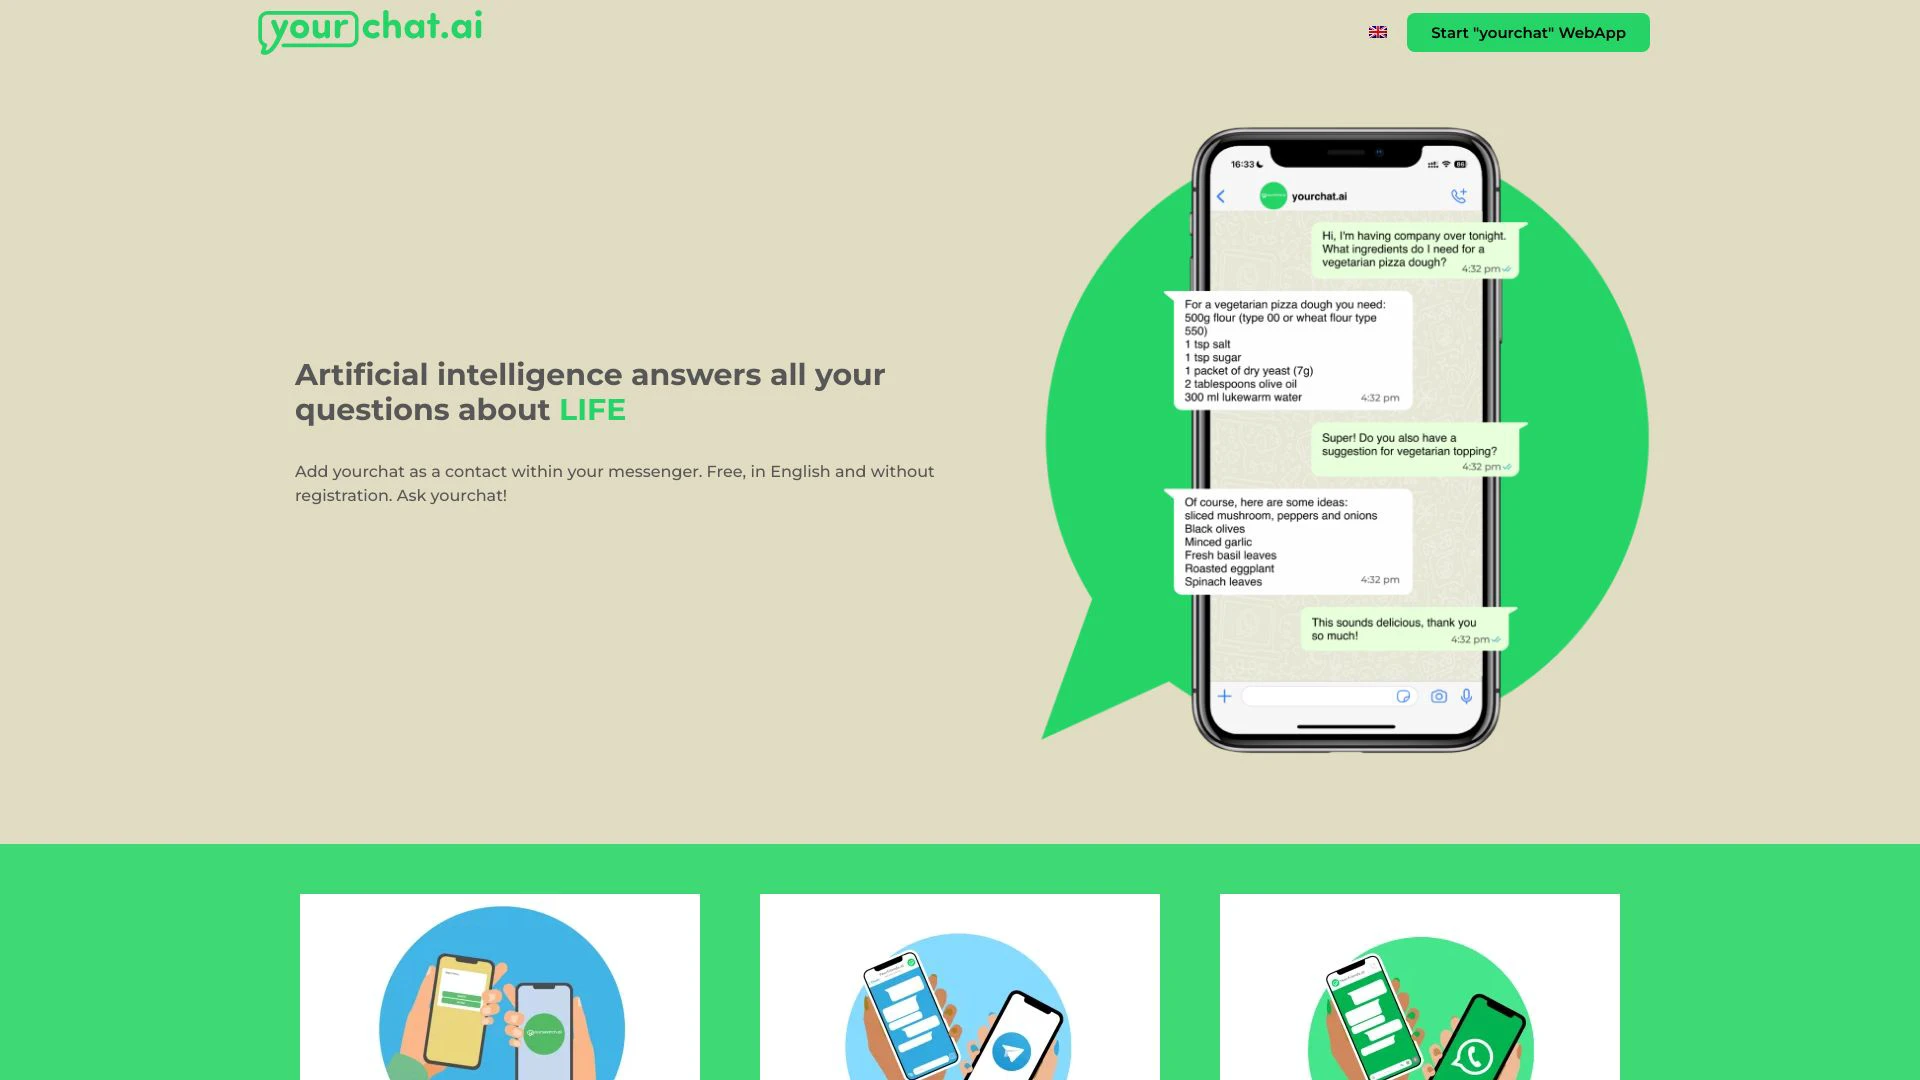 your chat.ai
Start "yourchat" WebApp
Artificial intelligence answers all your
questions about LIFE
Add yourchat as a contact within your messenger. Free, in English and without
registration. Ask yourchat!
16:33
yourchat.ai
Hi, I'm having company over tonight.
What ingredients do I need for a
vegetarian pizza dough?
4:32 pm
For a vegetarian pizza dough you need:
500g flour (type 00 or wheat flour type
550)
1 tsp salt
1 tsp sugar
1 packet of dry yeast (7g)
2 tablespoons olive oil
300 ml lukewarm water
4:32 pm
Super! Do you also have a
suggestion for vegetarian topping?
4:32 pm
Of course, here are some ideas:
sliced mushroom, peppers and onions
Black olives
Minced garlic
Fresh basil leaves
Roasted eggplant
Spinach leaves
4:32 pm
This sounds delicious, thank you
so much!
4:32 pm